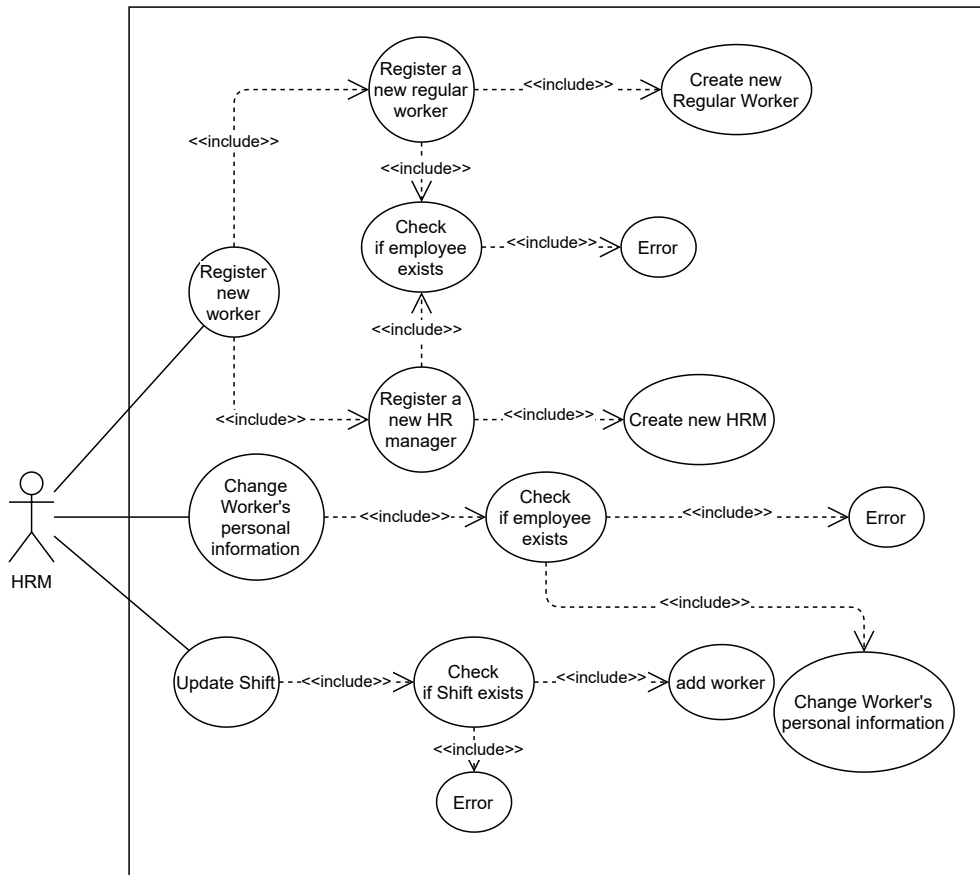 Register a
new regular
worker
<<include>>
Create new
Regular Worker
<<include>>
<<include>>
Check
if employee
exists
<<include>>
Error
Register
new
worker
<<include>>
<<include>>
Register a
new HR
manager
<<include>>
Create new HRM
HRM
Change
Worker's
personal
information
<<include>>
Check
if employee
exists
<<include>>
Error
<<include>>
Change Worker's
personal information
Update Shift
<<include>>
Check
if Shift exists
<<include>>
add worker
<<include>>
Error